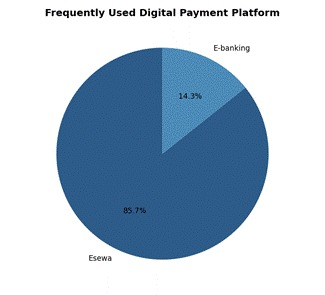 Frequently Used Digital Payment Platform
E-banking
14.3%
85.7%
Esewa